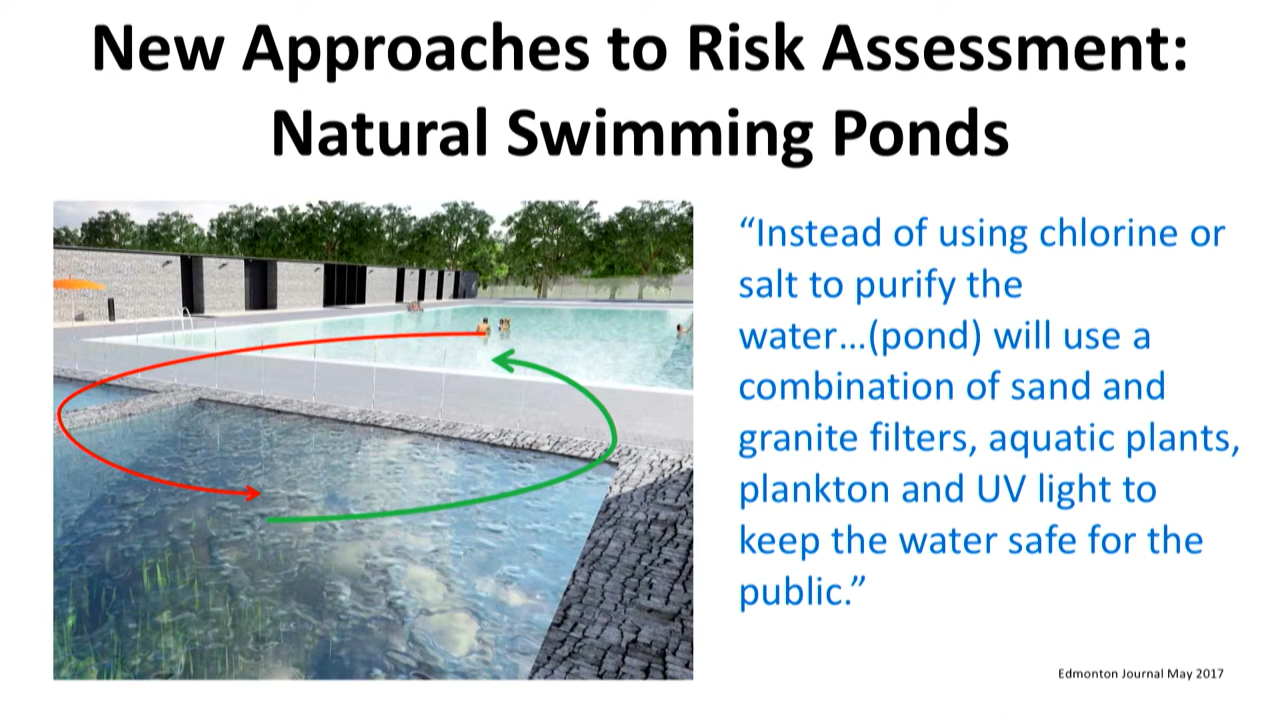 New Approaches to Risk Assessment:
Natural Swimming Ponds
“Instead of using chlorine or
salt to purify the
water…(pond) will use a
combination of sand and
granite filters, aquatic plants,
plankton and UV light to
keep the water safe for the
public.”
Edmonton Journal May 2017